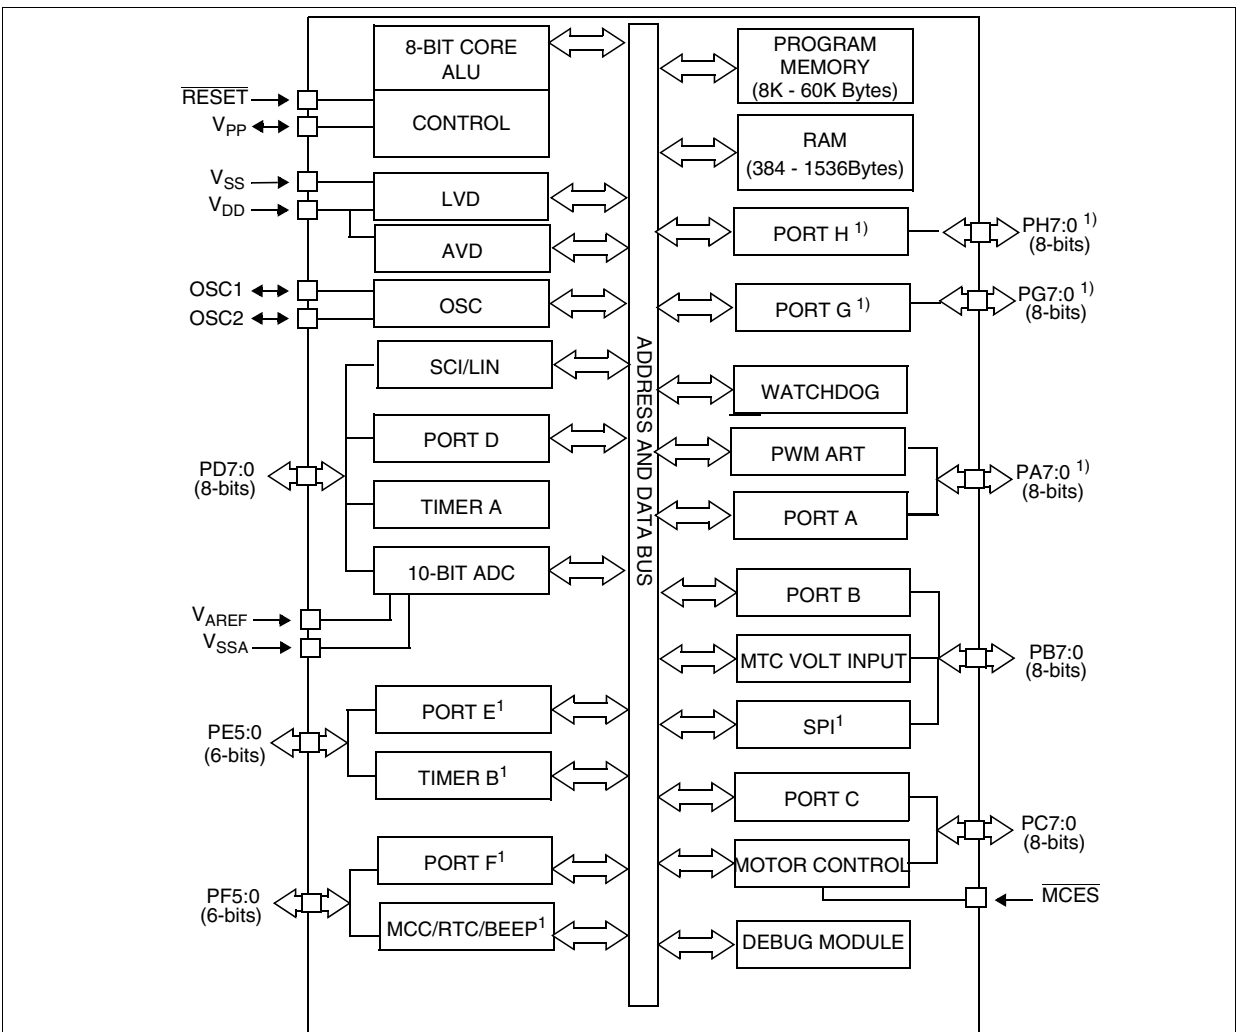 8-BIT CORE
ALU
CONTROL
RESET
VPP
VSS
VDD
LVD
AVD
OSC1
OSC2
OSC
SCI/LIN
PORT D
PD7:0
(8-bits)
TIMER A
10-BIT ADC
VAREF
VSSA
PORT E1
PE5:0
(6-bits)
TIMER B1
PORT F1
PF5:0
(6-bits)
MCC/RTC/BEEP1
ADDRESS AND DATA BUS
PROGRAM
MEMORY
(8K - 60K Bytes)
RAM
(384 - 1536Bytes)
PORT H 1)
PH7:0 1)
(8-bits)
PORT G 1)
PG7:0 1)
(8-bits)
WATCHDOG
PWM ART
PA7:0 1)
(8-bits)
PORT A
PORT B
MTC VOLT INPUT
PB7:0
(8-bits)
SPI1
PORT C
PC7:0
(8-bits)
MOTOR CONTROL
MCES
DEBUG MODULE